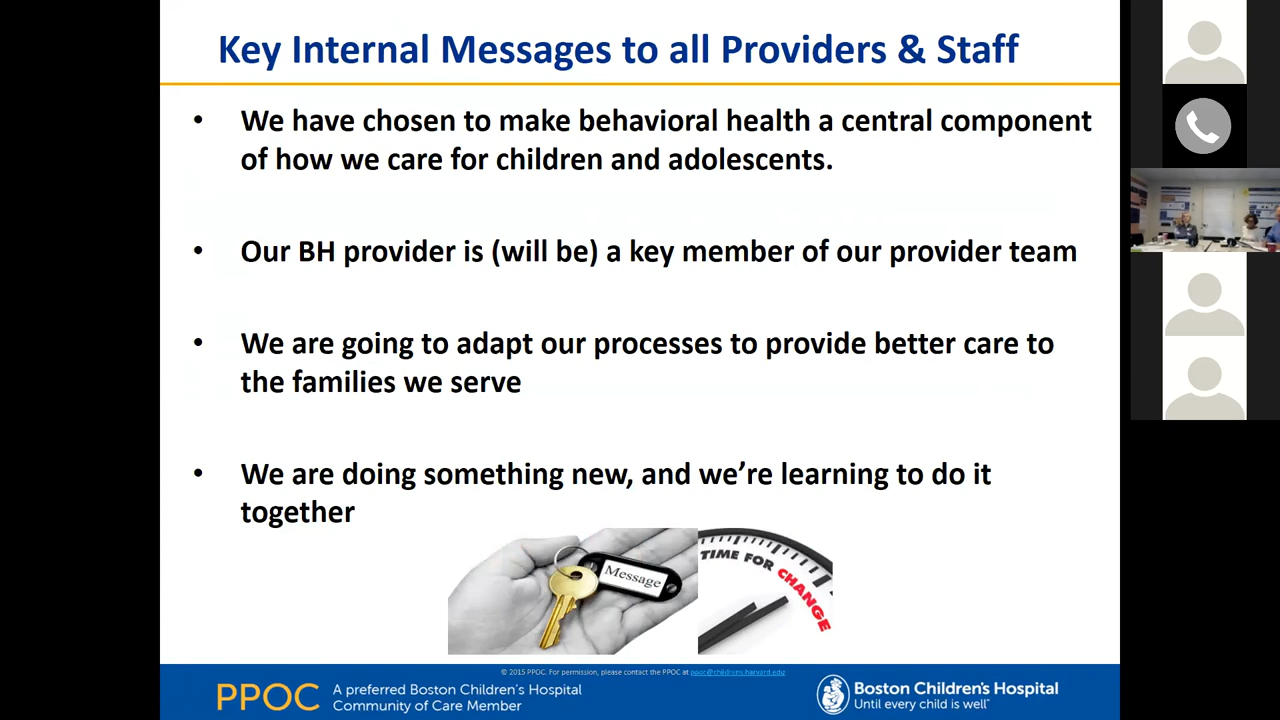 Key Internal Messages to all Providers & Staff
• We have chosen to make behavioral health a central component
of how we care for children and adolescents.
• Our BH provider is (will be) a key member of our provider team
• We are going to adapt our processes to provide better care to
the families we serve
• We are doing something new, and we’re learning to do it
together
Message
TIME FOR CHANGE
© 2015 PPOC. For permission, please contact the PPOC at ppoc@childrens.harvard.edu
PPOC
A preferred Boston Children's Hospital
Community of Care Member
Boston Children's Hospital
Until every child is well™